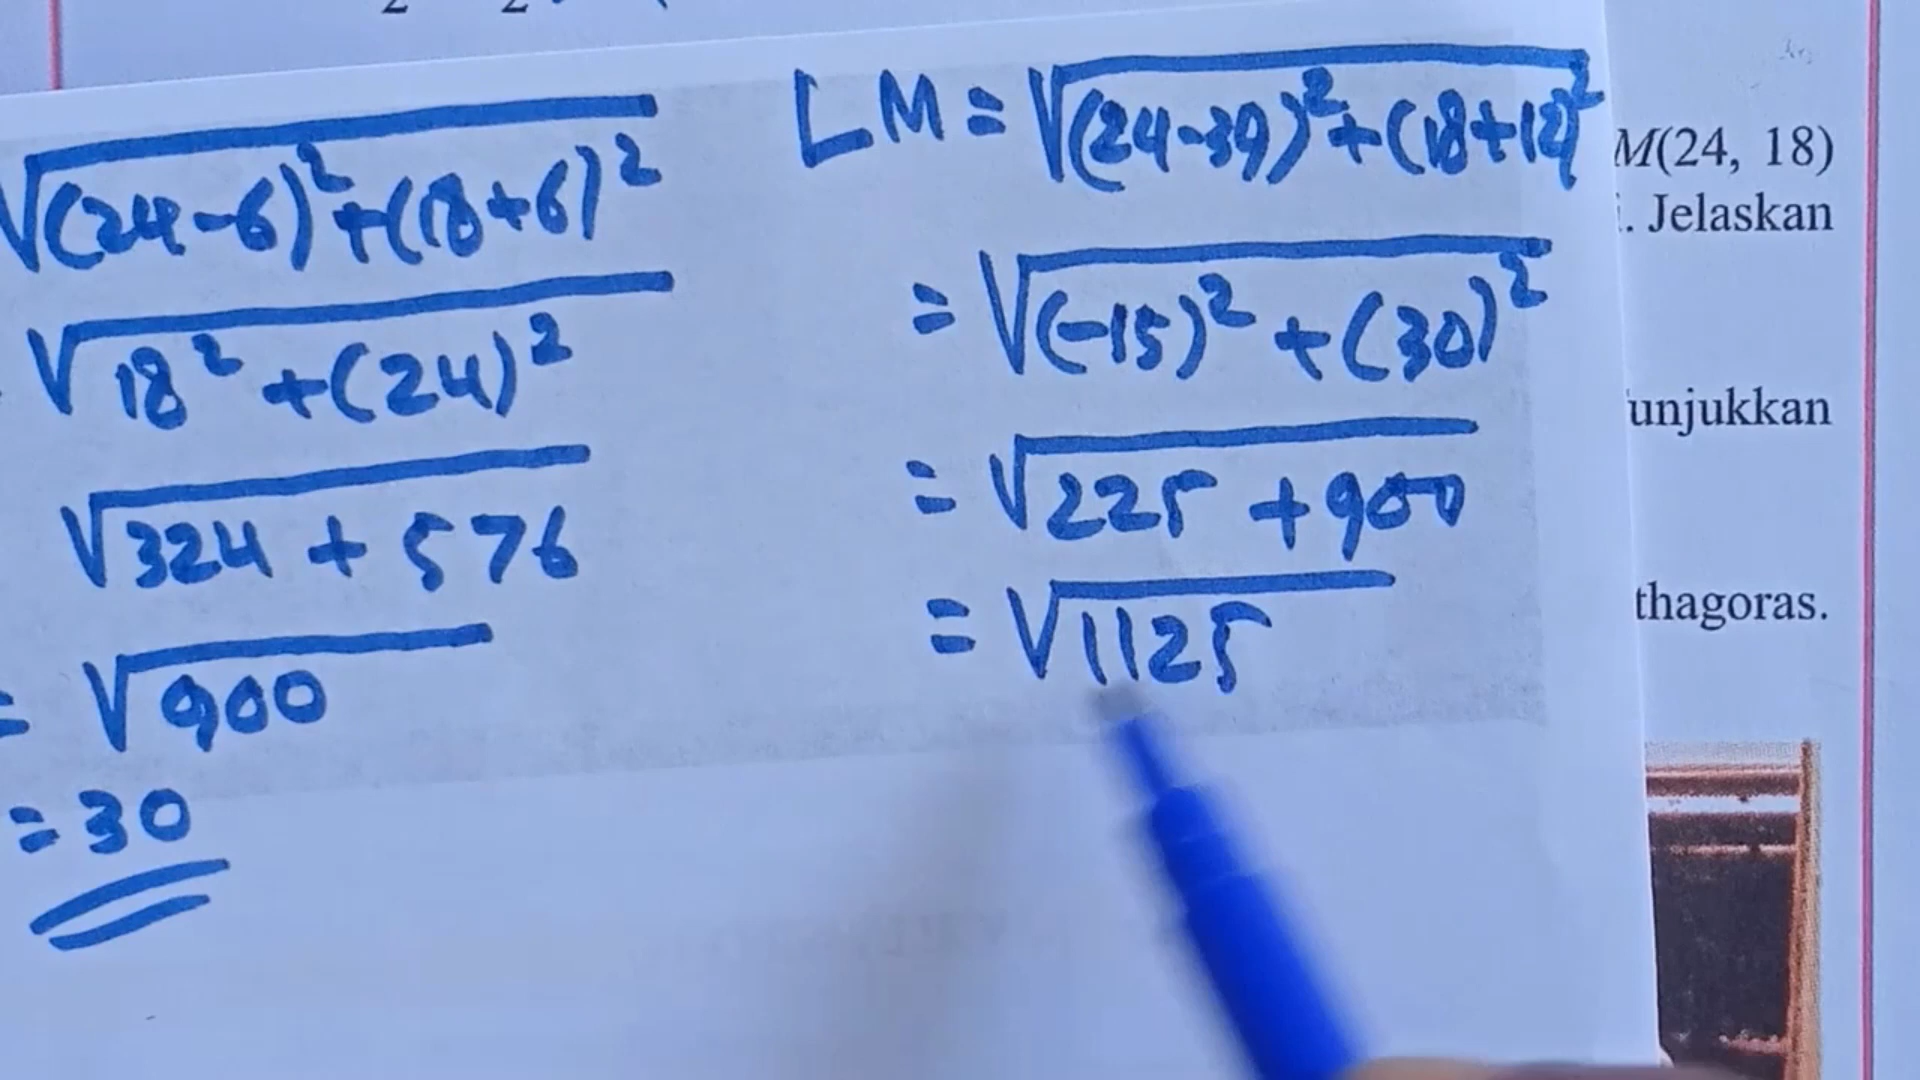 √(24-6)²+(18+6)²
√18²+(24)²
√324 + 576
= √900
= 30
LM = √(24-39)²+(18+12)²
= √(-15)² + (30)²
= √225 + 900
= √1125
M(24, 18)
. Jelaskan
unjukkan
thagoras.